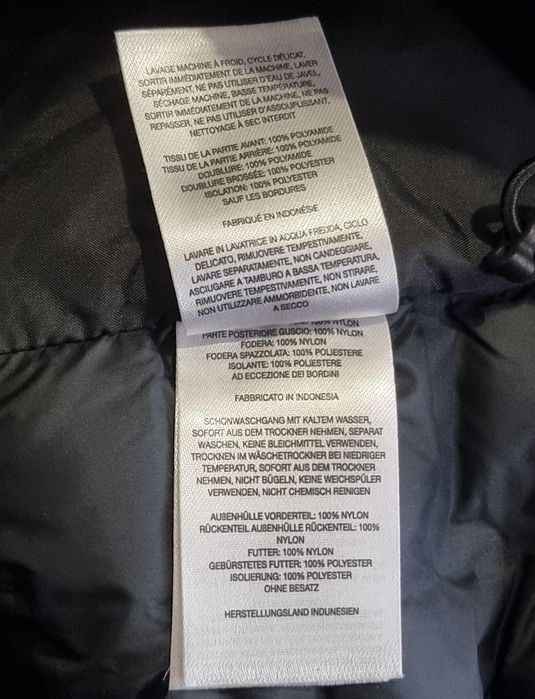 LAVAGE MACHINE À FROID, CYCLE DÉLICAT,
SORTIR IMMÉDIATEMENT DE LA MACHINE, LAVER
SÉPARÉMENT, NE PAS UTILISER D'EAU DE JAVEL,
SÉCHAGE MACHINE, BASSE TEMPÉRATURE,
SORTIR IMMÉDIATEMENT DE LA MACHINE, NE PAS
REPASSER, NE PAS UTILISER D'ASSOUPLISSANT,
NETTOYAGE À SEC INTERDIT
TISSU DE LA PARTIE AVANT: 100% POLYAMIDE
TISSU DE LA PARTIE ARRIÈRE: 100% POLYAMIDE
DOUBLURE: 100% POLYAMIDE
DOUBLURE BROSSÉE: 100% POLYESTER
ISOLATION: 100% POLYESTER
SAUF LES BORDURES
FABRIQUÉ EN INDONÉSIE
LAVARE IN LAVATRICE IN ACQUA FREDDA, CICLO
DELICATO, RIMUOVERE TEMPESTIVAMENTE,
LAVARE SEPARATAMENTE, NON CANDEGGIARE,
ASCIUGARE A TAMBURO A BASSA TEMPERATURA,
RIMUOVERE TEMPESTIVAMENTE, NON STIRARE,
NON UTILIZZARE AMMORBIDENTE, NON LAVARE
A SECCO
100% NYLON
PARTE POSTERIORE GUSCIO: 100% NYLON
FODERA: 100% NYLON
FODERA SPAZZOLATA: 100% POLIESTERE
ISOLANTE: 100% POLIESTERE
AD ECCEZIONE DEI BORDINI
FABBRICATO IN INDONESIA
SCHONWASCHGANG MIT KALTEM WASSER,
SOFORT AUS DEM TROCKNER NEHMEN, SEPARAT
WASCHEN, KEINE BLEICHMITTEL VERWENDEN,
TROCKNEN IM WÄSCHETROCKNER BEI NIEDRIGER
TEMPERATUR, SOFORT AUS DEM TROCKNER
NEHMEN, NICHT BÜGELN, KEINE WEICHSPÜLER
VERWENDEN, NICHT CHEMISCH REINIGEN
AUßENHÜLLE VORDERTEIL: 100% NYLON
RÜCKENTEIL AUßENHÜLLE RÜCKENTEIL: 100%
NYLON
FUTTER: 100% NYLON
GEBÜRSTETES FUTTER: 100% POLYESTER
ISOLIERUNG: 100% POLYESTER
OHNE BESATZ
HERSTELLUNGSLAND INDUNESIEN